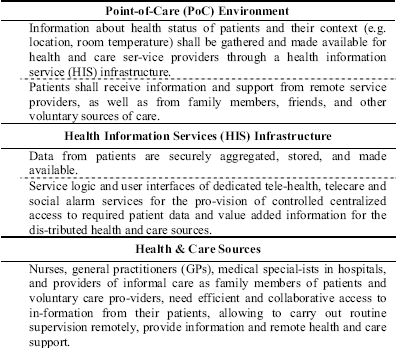 Point-of-Care (PoC) Environment
Information about health status of patients and their context (e.g.
location, room temperature) shall be gathered and made available for
health and care ser-vice providers through a health information
service (HIS) infrastructure.
Patients shall receive information and support from remote service
providers, as well as from family members, friends, and other
voluntary sources of care.
Health Information Services (HIS) Infrastructure
Data from patients are securely aggregated, stored, and made
available.
Service logic and user interfaces of dedicated tele-health, telecare and
social alarm services for the pro-vision of controlled centralized
access to required patient data and value added information for the
dis-tributed health and care sources.
Health & Care Sources
Nurses, general practitioners (GPs), medical special-ists in hospitals,
and providers of informal care as family members of patients and
voluntary care pro-viders, need efficient and collaborative access to
in-formation from their patients, allowing to carry out routine
supervision remotely, provide information and remote health and care
support.